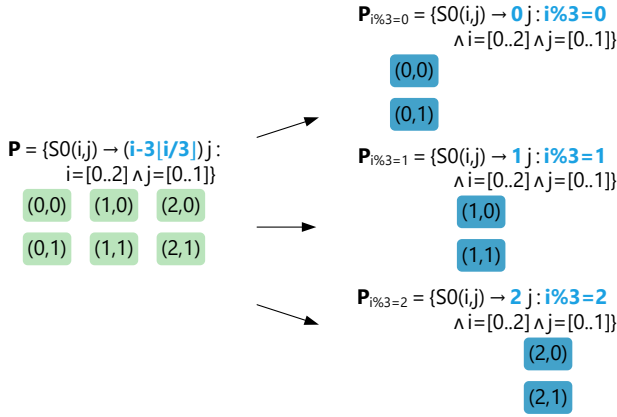 P = {S0(i,j) → (i-3⌊i/3⌋) j :
i=[0..2] ∧ j=[0..1]}
(0,0) (1,0) (2,0)
(0,1) (1,1) (2,1)
P i%3=0 = {S0(i,j) → 0 j : i%3=0
∧ i=[0..2] ∧ j=[0..1]}
(0,0)
(0,1)
P i%3=1 = {S0(i,j) → 1 j : i%3=1
∧ i=[0..2] ∧ j=[0..1]}
(1,0)
(1,1)
P i%3=2 = {S0(i,j) → 2 j : i%3=2
∧ i=[0..2] ∧ j=[0..1]}
(2,0)
(2,1)